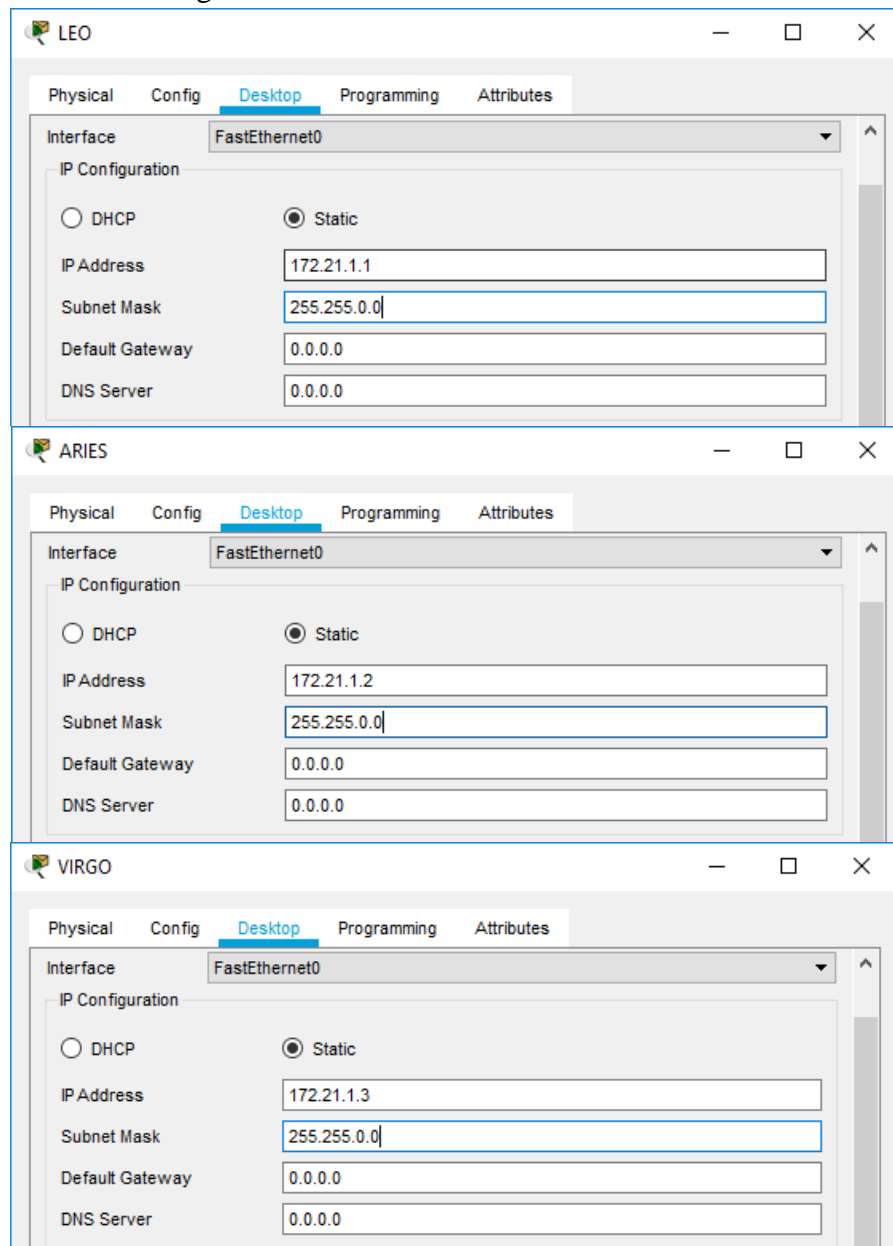 LEO
Physical Config Desktop Programming Attributes
Interface FastEthernet0
IP Configuration
DHCP Static
IP Address 172.21.1.1
Subnet Mask 255.255.0.0
Default Gateway 0.0.0.0
DNS Server 0.0.0.0
ARIES
Physical Config Desktop Programming Attributes
Interface FastEthernet0
IP Configuration
DHCP Static
IP Address 172.21.1.2
Subnet Mask 255.255.0.0
Default Gateway 0.0.0.0
DNS Server 0.0.0.0
VIRGO
Physical Config Desktop Programming Attributes
Interface FastEthernet0
IP Configuration
DHCP Static
IP Address 172.21.1.3
Subnet Mask 255.255.0.0
Default Gateway 0.0.0.0
DNS Server 0.0.0.0